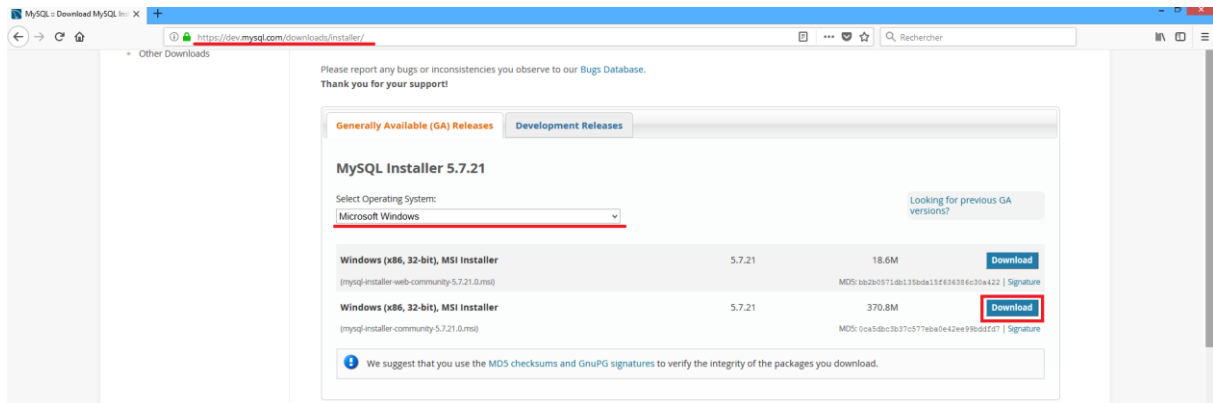 MySQL :: Download MySQL Ins
https://dev.mysql.com/downloads/installer/
Rechercher
Other Downloads
Please report any bugs or inconsistencies you observe to our Bugs Database.
Thank you for your support!
Generally Available (GA) Releases
Development Releases
MySQL Installer 5.7.21
Select Operating System:
Looking for previous GA versions?
Microsoft Windows
Windows (x86, 32-bit), MSI Installer 5.7.21 18.6M Download
(mysql-installer-web-community-5.7.21.0.msi) MD5: bb2b0571db135bda15f636386c30a422 | Signature
Windows (x86, 32-bit), MSI Installer 5.7.21 370.8M Download
(mysql-installer-community-5.7.21.0.msi) MD5: 0ca5dbc3b37c577eba0e42ee99bddfd7 | Signature
We suggest that you use the MD5 checksums and GnuPG signatures to verify the integrity of the packages you download.